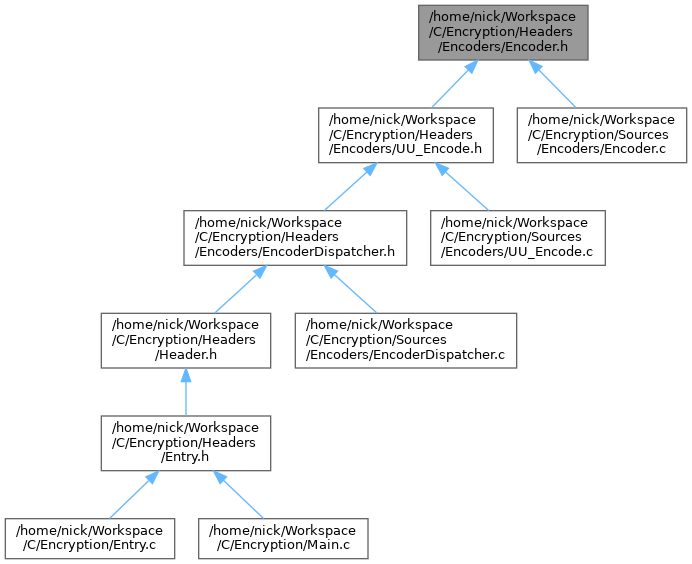 /home/nick/Workspace
/C/Encryption/Headers
/Encoders/Encoder.h
/home/nick/Workspace
/C/Encryption/Headers
/Encoders/UU_Encode.h
/home/nick/Workspace
/C/Encryption/Sources
/Encoders/Encoder.c
/home/nick/Workspace
/C/Encryption/Headers
/Encoders/EncoderDispatcher.h
/home/nick/Workspace
/C/Encryption/Sources
/Encoders/UU_Encode.c
/home/nick/Workspace
/C/Encryption/Headers
/Header.h
/home/nick/Workspace
/C/Encryption/Sources
/Encoders/EncoderDispatcher.c
/home/nick/Workspace
/C/Encryption/Headers
/Entry.h
/home/nick/Workspace
/C/Encryption/Entry.c
/home/nick/Workspace
/C/Encryption/Main.c